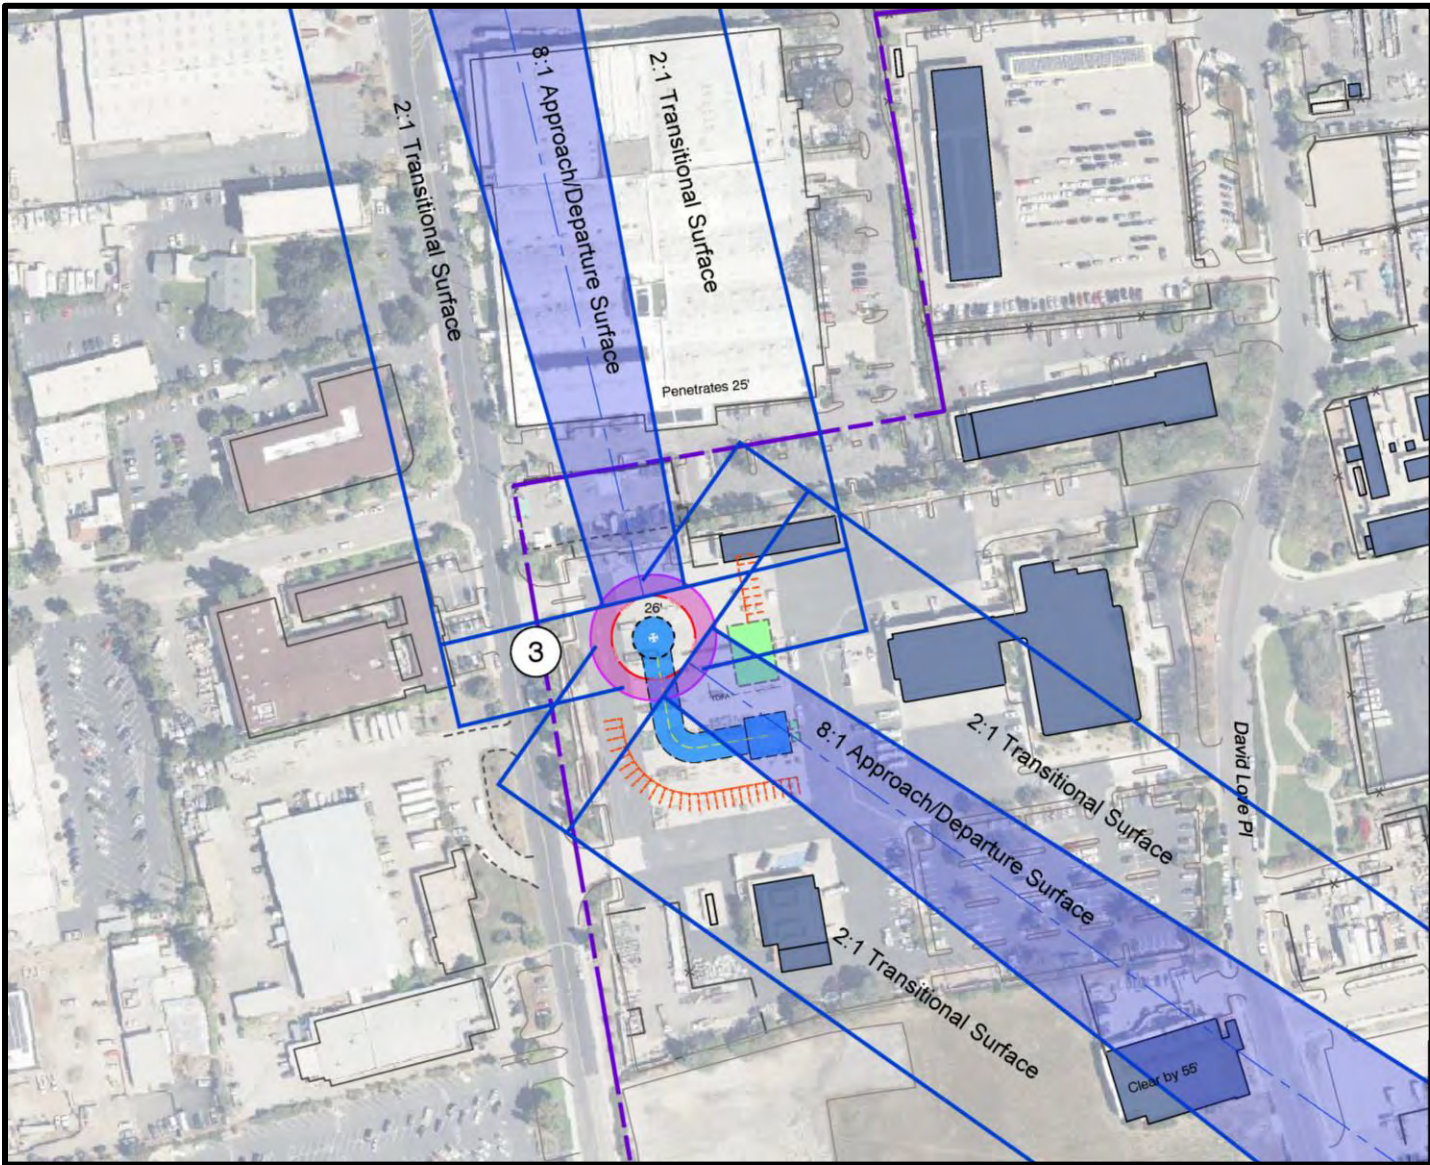 8:1 Approach/Departure Surface
2:1 Transitional Surface
2:1 Transitional Surface
Penetrates 25'
26'
3
8:1 Approach/Departure Surface
2:1 Transitional Surface
David Love Pl
2:1 Transitional Surface
Clear by 55'